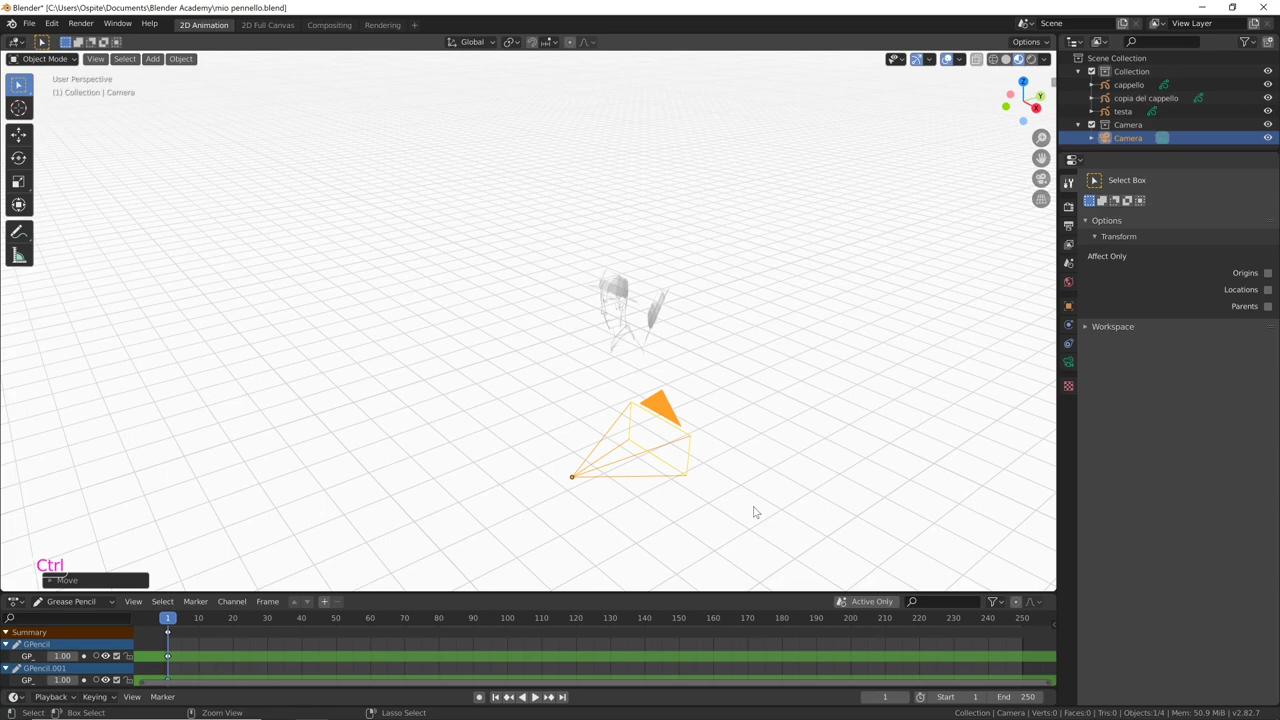 Blender* [C:\Users\Ospite\Documents\Blender Academy\mio pennello.blend]
File Edit Render Window Help 2D Animation 2D Full Canvas Compositing Rendering + Scene View Layer
Global Options
Object Mode View Select Add Object
User Perspective
(1) Collection | Camera
Z
Y
X
Scene Collection
Collection
cappello
copia del cappello
testa
Camera
Camera
Select Box
Options
Transform
Affect Only
Origins
Locations
Parents
Workspace
Ctrl
Move
Grease Pencil View Select Marker Channel Frame Active Only
1 10 20 30 40 50 60 70 80 90 100 110 120 130 140 150 160 170 180 190 200 210 220 230 240 250
Summary
GPencil
GP_ 1.00
GPencil.001
GP_ 1.00
Playback Keying View Marker 1 Start 1 End 250
Select Box Select Zoom View Lasso Select Collection | Camera | Verts:0 | Faces:0 | Tris:0 | Objects:1/4 | Mem: 50.9 MiB | v2.82.7